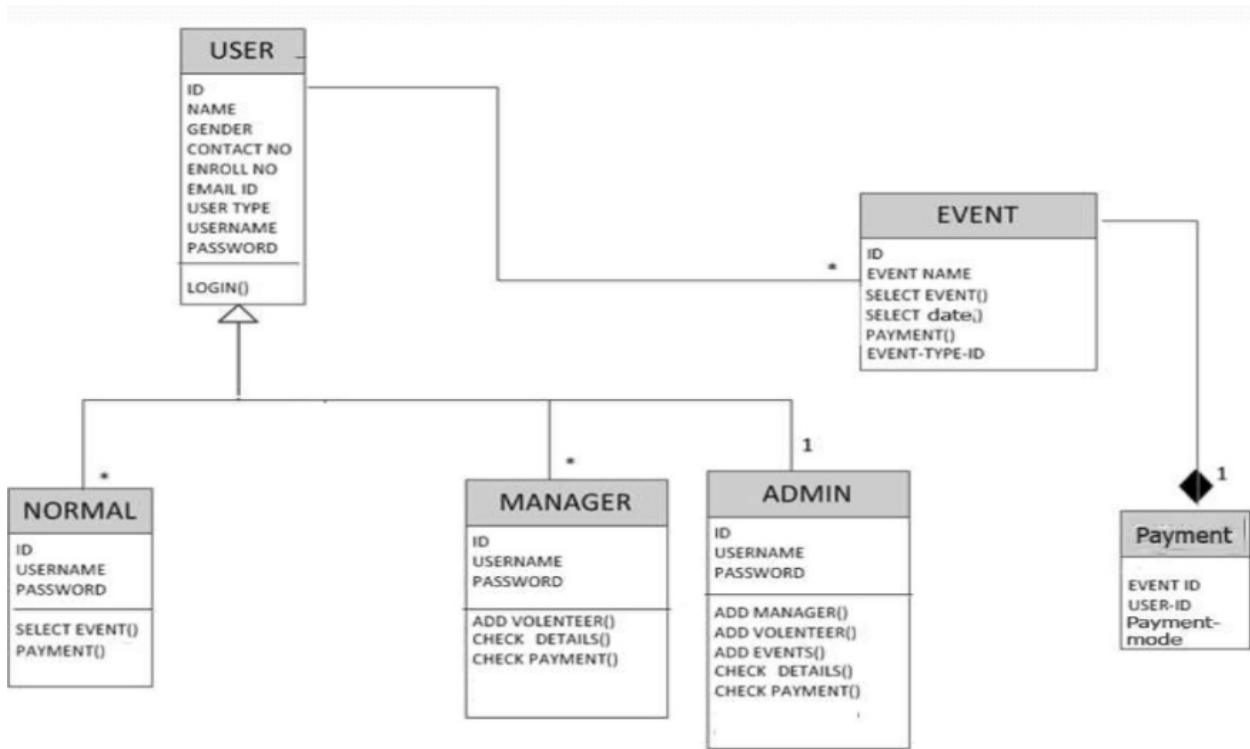 USER
ID
NAME
GENDER
CONTACT NO
ENROLL NO
EMAIL ID
USER TYPE
USERNAME
PASSWORD
LOGIN()
EVENT
ID
EVENT NAME
SELECT EVENT()
SELECT date()
PAYMENT()
EVENT-TYPE-ID
*
*
*
1
1
NORMAL
ID
USERNAME
PASSWORD
SELECT EVENT()
PAYMENT()
MANAGER
ID
USERNAME
PASSWORD
ADD VOLENTEER()
CHECK DETAILS()
CHECK PAYMENT()
ADMIN
ID
USERNAME
PASSWORD
ADD MANAGER()
ADD VOLENTEER()
ADD EVENTS()
CHECK DETAILS()
CHECK PAYMENT()
Payment
EVENT ID
USER-ID
Payment-
mode